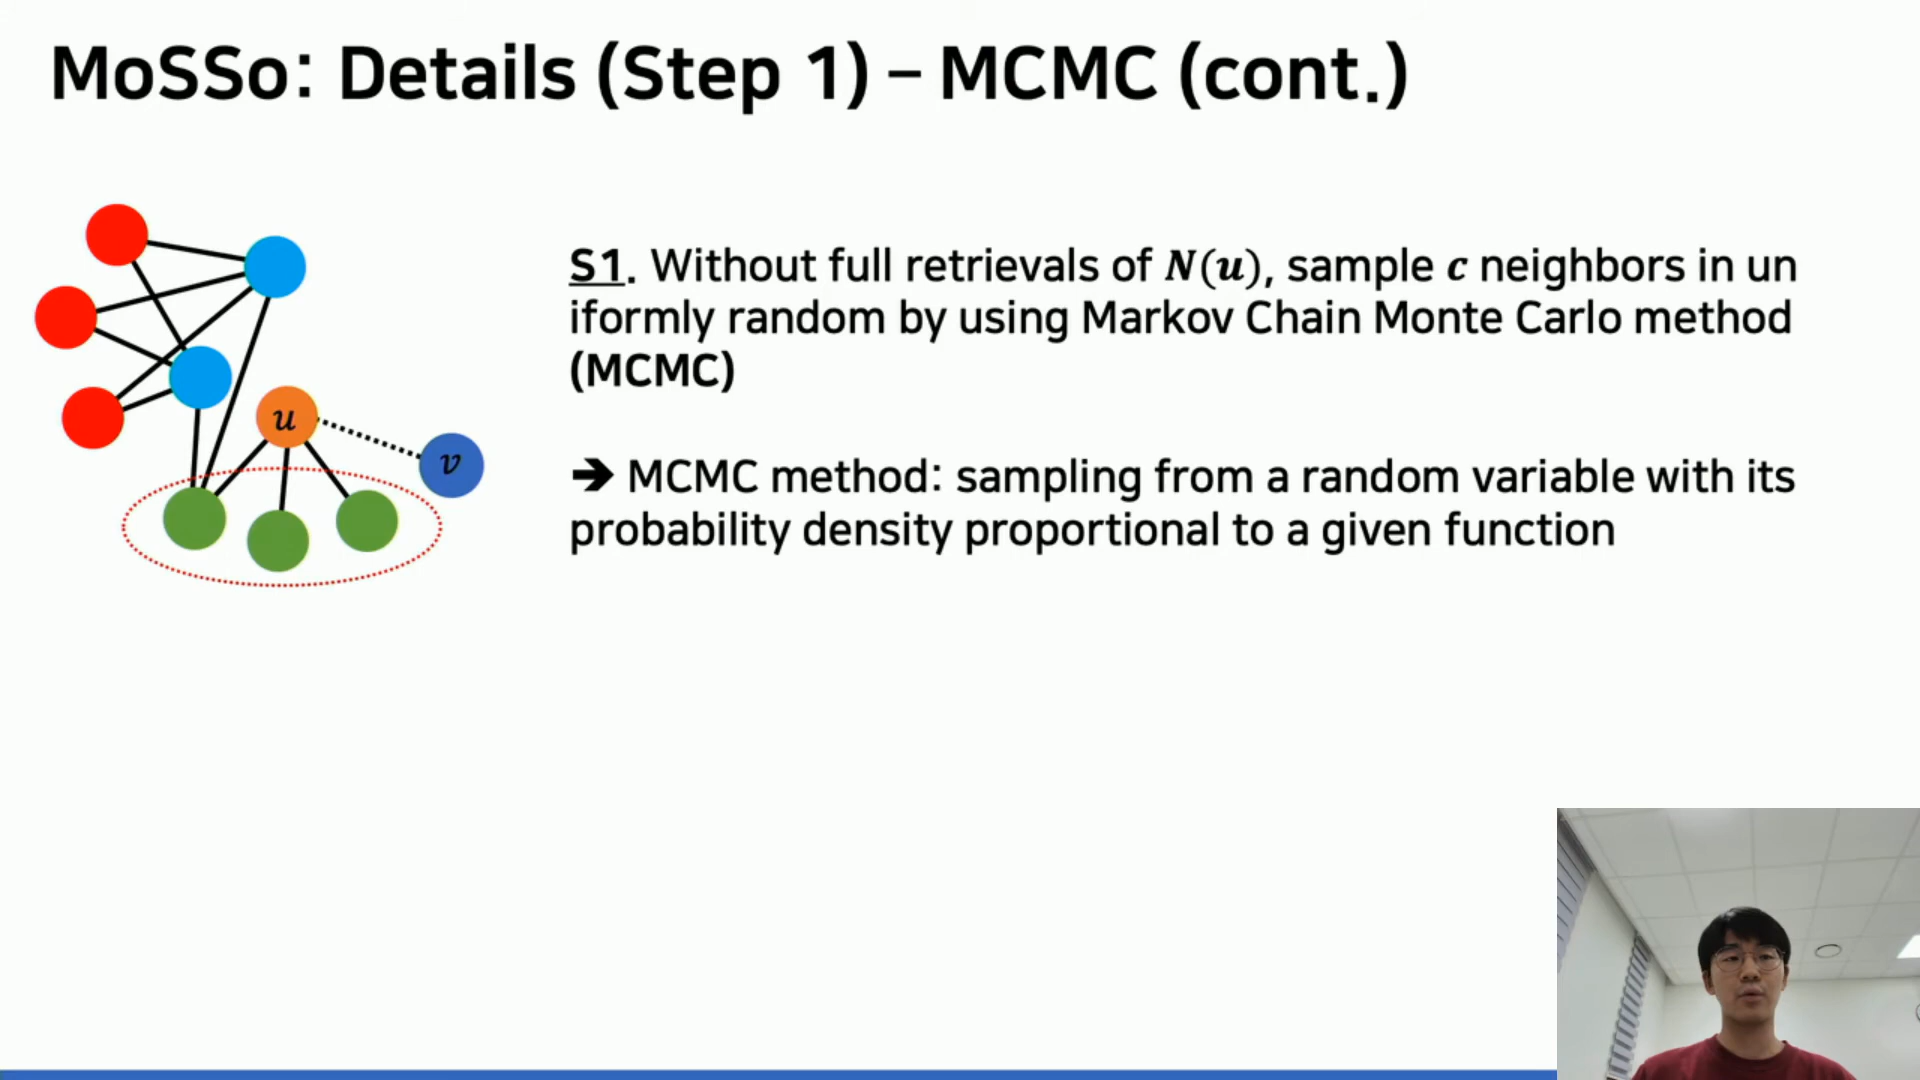 MoSSo: Details (Step 1) – MCMC (cont.)
S1. Without full retrievals of N(u), sample c neighbors in un
iformly random by using Markov Chain Monte Carlo method
(MCMC)
➔ MCMC method: sampling from a random variable with its
probability density proportional to a given function
u
v